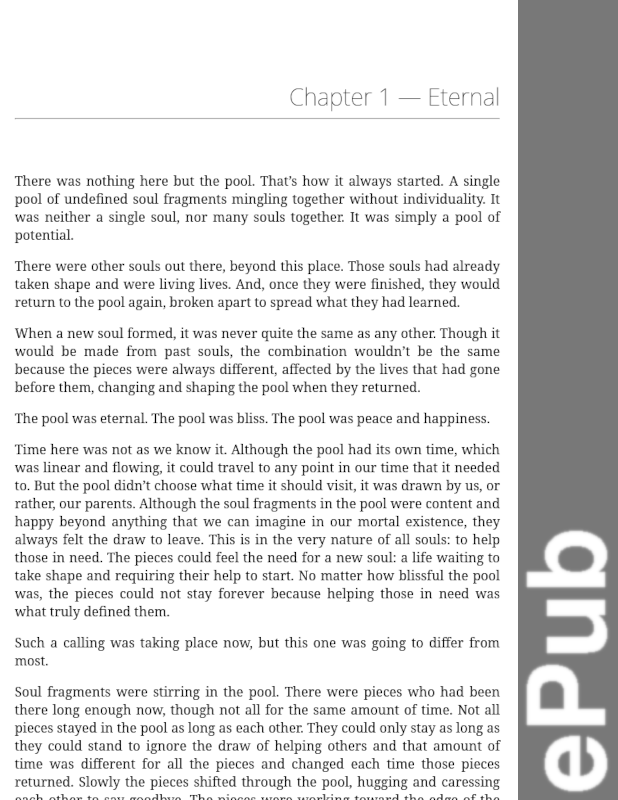 Chapter 1 — Eternal
There was nothing here but the pool. That’s how it always started. A single
pool of undefined soul fragments mingling together without individuality. It
was neither a single soul, nor many souls together. It was simply a pool of
potential.
There were other souls out there, beyond this place. Those souls had already
taken shape and were living lives. And, once they were finished, they would
return to the pool again, broken apart to spread what they had learned.
When a new soul formed, it was never quite the same as any other. Though it
would be made from past souls, the combination wouldn’t be the same
because the pieces were always different, affected by the lives that had gone
before them, changing and shaping the pool when they returned.
The pool was eternal. The pool was bliss. The pool was peace and happiness.
Time here was not as we know it. Although the pool had its own time, which
was linear and flowing, it could travel to any point in our time that it needed
to. But the pool didn’t choose what time it should visit, it was drawn by us, or
rather, our parents. Although the soul fragments in the pool were content and
happy beyond anything that we can imagine in our mortal existence, they
always felt the draw to leave. This is in the very nature of all souls: to help
those in need. The pieces could feel the need for a new soul: a life waiting to
take shape and requiring their help to start. No matter how blissful the pool
was, the pieces could not stay forever because helping those in need was
what truly defined them.
Such a calling was taking place now, but this one was going to differ from
most.
Soul fragments were stirring in the pool. There were pieces who had been
there long enough now, though not all for the same amount of time. Not all
pieces stayed in the pool as long as each other. They could only stay as long as
they could stand to ignore the draw of helping others and that amount of
time was different for all the pieces and changed each time those pieces
returned. Slowly the pieces shifted through the pool, hugging and caressing
each other to say goodbye. The pieces were working toward the edge of the
ePub